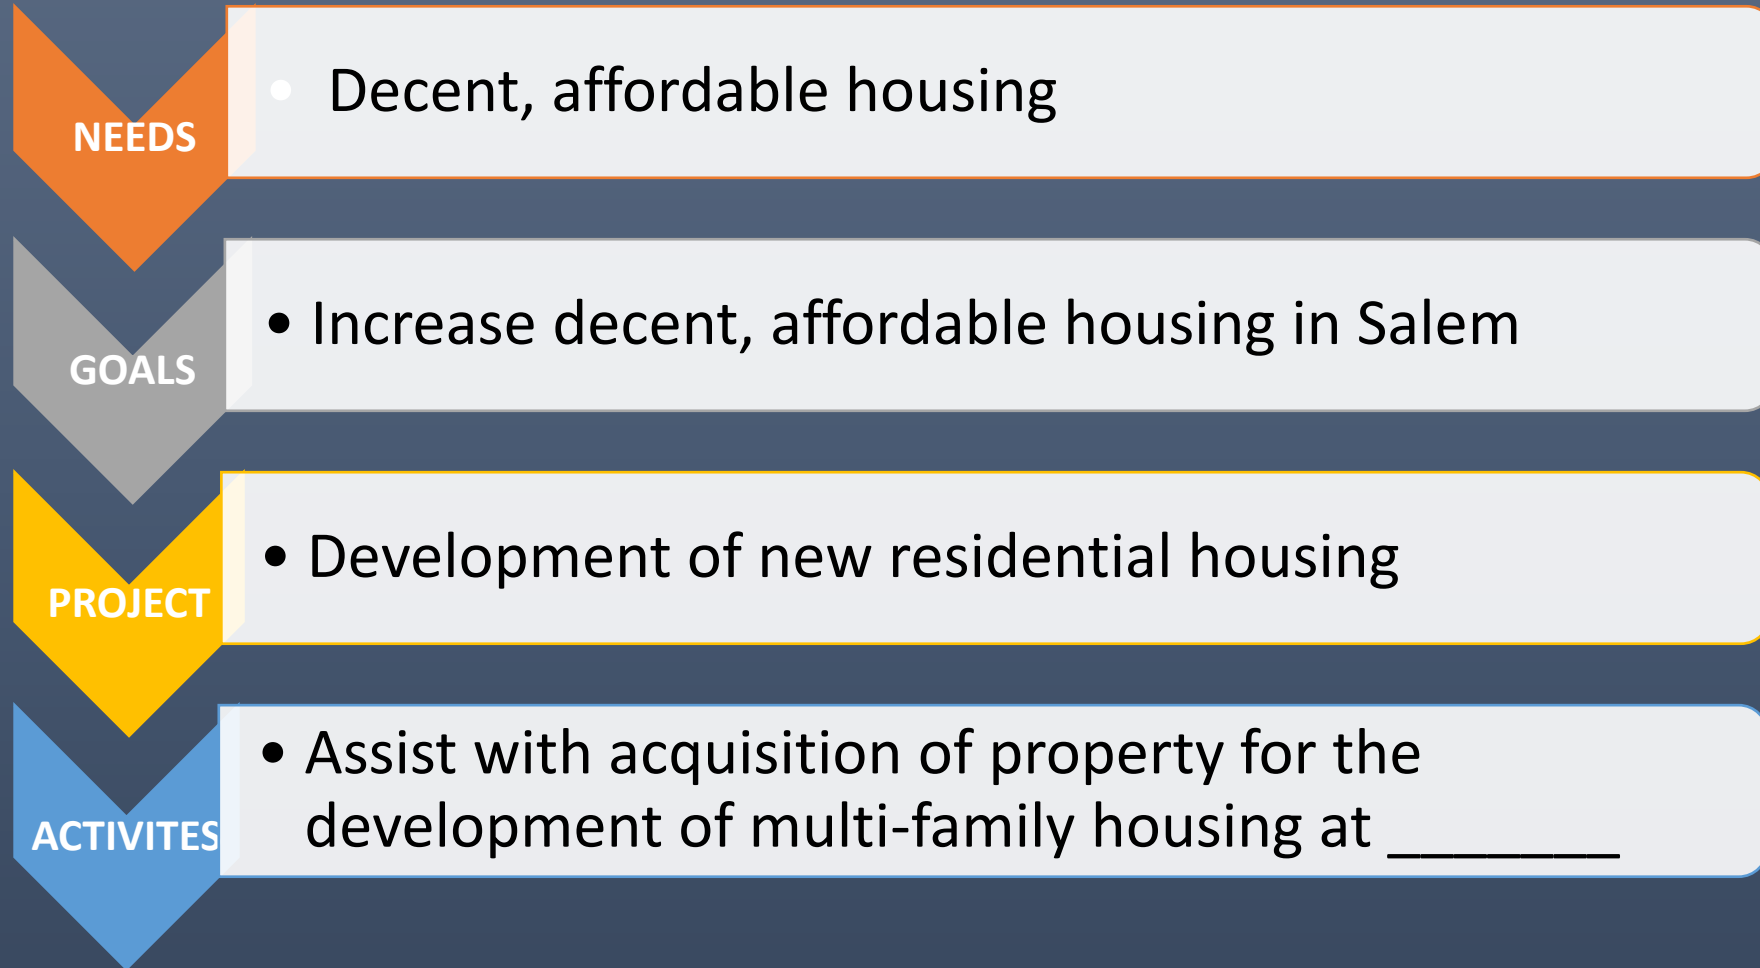 NEEDS
• Decent, affordable housing
GOALS
• Increase decent, affordable housing in Salem
PROJECT
• Development of new residential housing
ACTIVITES
• Assist with acquisition of property for the
development of multi-family housing at _______